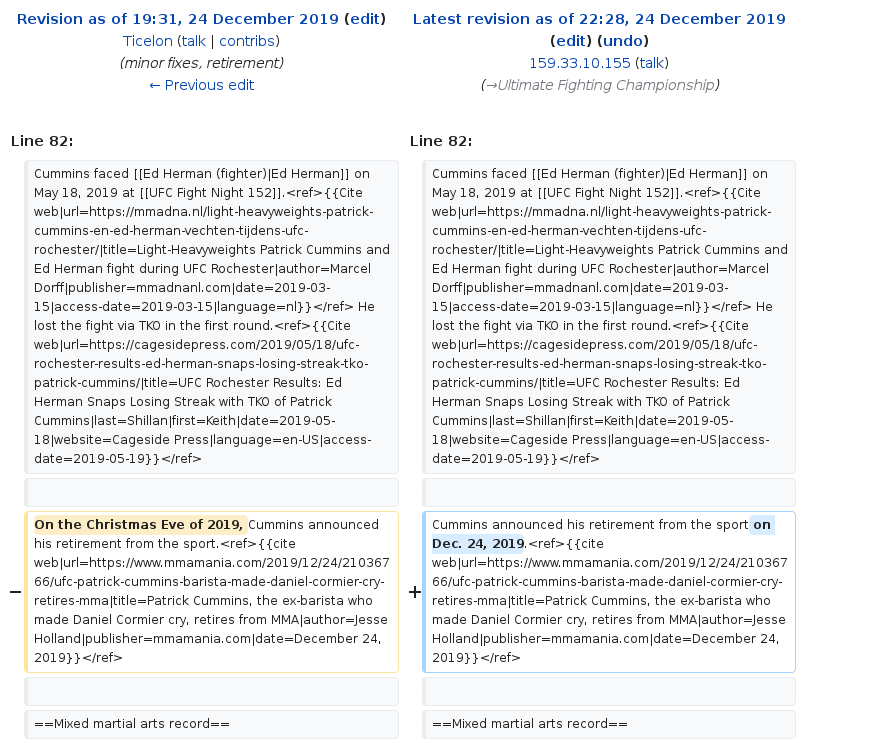 Revision as of 19:31, 24 December 2019 (edit)
Ticelon (talk | contribs)
(minor fixes, retirement)
← Previous edit
Latest revision as of 22:28, 24 December 2019
(edit) (undo)
159.33.10.155 (talk)
(→Ultimate Fighting Championship)
Line 82:
Cummins faced [[Ed Herman (fighter)|Ed Herman]] on
May 18, 2019 at [[UFC Fight Night 152]].<ref>{{Cite
web|url=https://mmadna.nl/light-heavyweights-patrick-
cummins-en-ed-herman-vechten-tijdens-ufc-
rochester/|title=Light-Heavyweights Patrick Cummins and
Ed Herman fight during UFC Rochester|author=Marcel
Dorff|publisher=mmadnanl.com|date=2019-03-
15|access-date=2019-03-15|language=nl}}</ref> He
lost the fight via TKO in the first round.<ref>{{Cite
web|url=https://cagesidepress.com/2019/05/18/ufc-
rochester-results-ed-herman-snaps-losing-streak-tko-
patrick-cummins/|title=UFC Rochester Results: Ed
Herman Snaps Losing Streak with TKO of Patrick
Cummins|last=Shillan|first=Keith|date=2019-05-
18|website=Cageside Press|language=en-US|access-
date=2019-05-19}}</ref>
− On the Christmas Eve of 2019, Cummins announced
his retirement from the sport.<ref>{{cite
web|url=https://www.mmamania.com/2019/12/24/210367
66/ufc-patrick-cummins-barista-made-daniel-cormier-cry-
retires-mma|title=Patrick Cummins, the ex-barista who
made Daniel Cormier cry, retires from MMA|author=Jesse
Holland|publisher=mmamania.com|date=December 24,
2019}}</ref>
==Mixed martial arts record==
Line 82:
Cummins faced [[Ed Herman (fighter)|Ed Herman]] on
May 18, 2019 at [[UFC Fight Night 152]].<ref>{{Cite
web|url=https://mmadna.nl/light-heavyweights-patrick-
cummins-en-ed-herman-vechten-tijdens-ufc-
rochester/|title=Light-Heavyweights Patrick Cummins and
Ed Herman fight during UFC Rochester|author=Marcel
Dorff|publisher=mmadnanl.com|date=2019-03-
15|access-date=2019-03-15|language=nl}}</ref> He
lost the fight via TKO in the first round.<ref>{{Cite
web|url=https://cagesidepress.com/2019/05/18/ufc-
rochester-results-ed-herman-snaps-losing-streak-tko-
patrick-cummins/|title=UFC Rochester Results: Ed
Herman Snaps Losing Streak with TKO of Patrick
Cummins|last=Shillan|first=Keith|date=2019-05-
18|website=Cageside Press|language=en-US|access-
date=2019-05-19}}</ref>
+ Cummins announced his retirement from the sport on
Dec. 24, 2019.<ref>{{cite
web|url=https://www.mmamania.com/2019/12/24/210367
66/ufc-patrick-cummins-barista-made-daniel-cormier-cry-
retires-mma|title=Patrick Cummins, the ex-barista who
made Daniel Cormier cry, retires from MMA|author=Jesse
Holland|publisher=mmamania.com|date=December 24,
2019}}</ref>
==Mixed martial arts record==